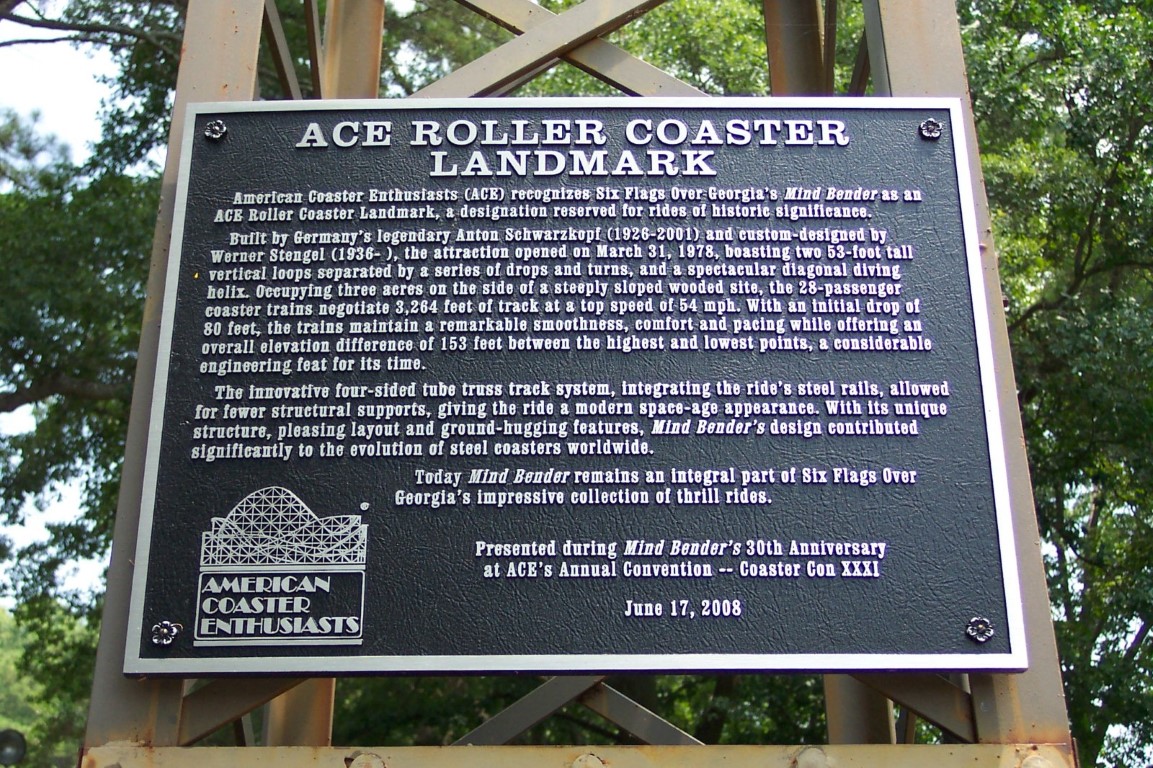 ACE ROLLER COASTER
LANDMARK
American Coaster Enthusiasts (ACE) recognizes Six Flags Over Georgia's Mind Bender as an
ACE Roller Coaster Landmark, a designation reserved for rides of historic significance.
Built by Germany's legendary Anton Schwarzkopf (1926-2001) and custom-designed by
Werner Stengel (1936- ), the attraction opened on March 31, 1978, boasting two 53-foot tall
vertical loops separated by a series of drops and turns, and a spectacular diagonal diving
helix. Occupying three acres on the side of a steeply sloped wooded site, the 28-passenger
coaster trains negotiate 3,264 feet of track at a top speed of 54 mph. With an initial drop of
80 feet, the trains maintain a remarkable smoothness, comfort and pacing while offering an
overall elevation difference of 153 feet between the highest and lowest points, a considerable
engineering feat for its time.
The innovative four-sided tube truss track system, integrating the ride's steel rails, allowed
for fewer structural supports, giving the ride a modern space-age appearance. With its unique
structure, pleasing layout and ground-hugging features, Mind Bender's design contributed
significantly to the evolution of steel coasters worldwide.
Today Mind Bender remains an integral part of Six Flags Over
Georgia's impressive collection of thrill rides.
Presented during Mind Bender's 30th Anniversary
at ACE's Annual Convention -- Coaster Con XXXI
June 17, 2008
®
AMERICAN
COASTER
ENTHUSIASTS